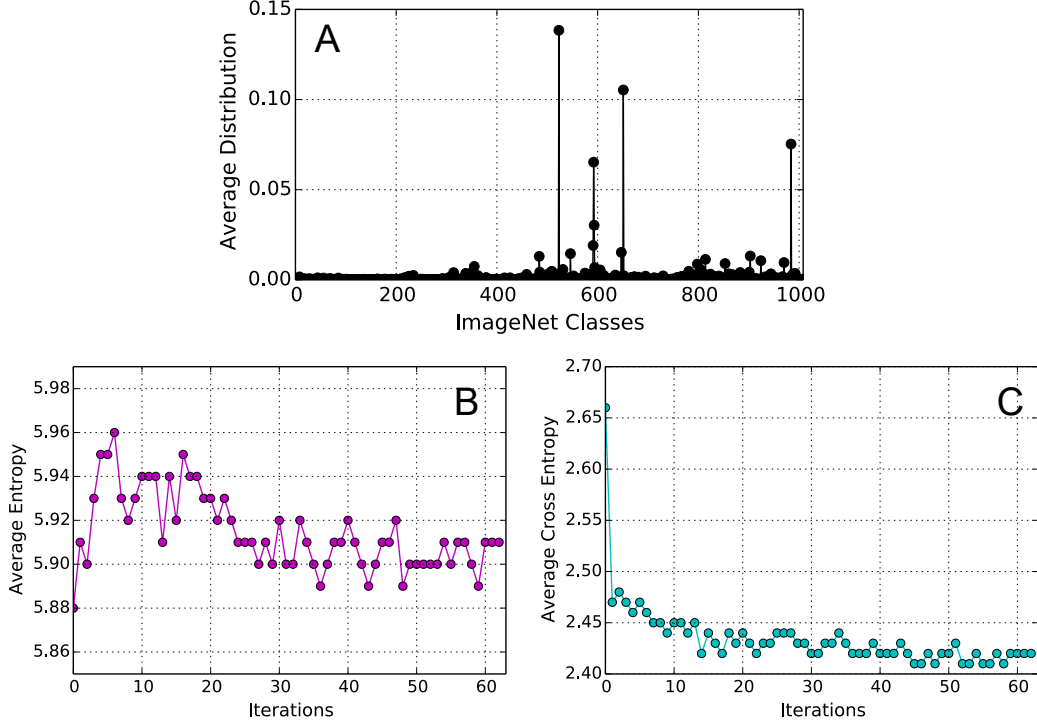 A
Average Distribution
0.15
0.10
0.05
0.00
0 200 400 600 800 1000
ImageNet Classes
B
Average Entropy
5.98
5.96
5.94
5.92
5.90
5.88
5.86
0 10 20 30 40 50 60
Iterations
C
Average Cross Entropy
2.70
2.65
2.60
2.55
2.50
2.45
2.40
0 10 20 30 40 50 60
Iterations